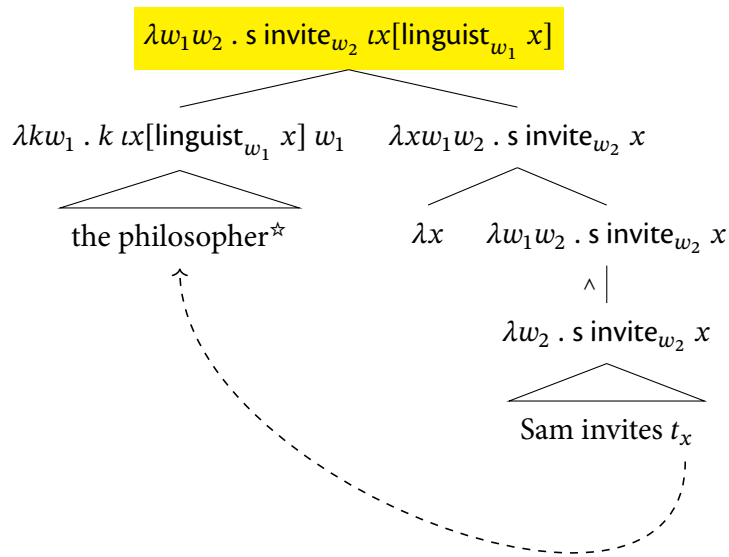 λw₁w₂ . s invite_w₂ ιx[linguist_w₁ x]
λkw₁ . k ιx[linguist_w₁ x] w₁ λxw₁w₂ . s invite_w₂ x
the philosopher☆ λx λw₁w₂ . s invite_w₂ x
^
λw₂ . s invite_w₂ x
Sam invites t_x